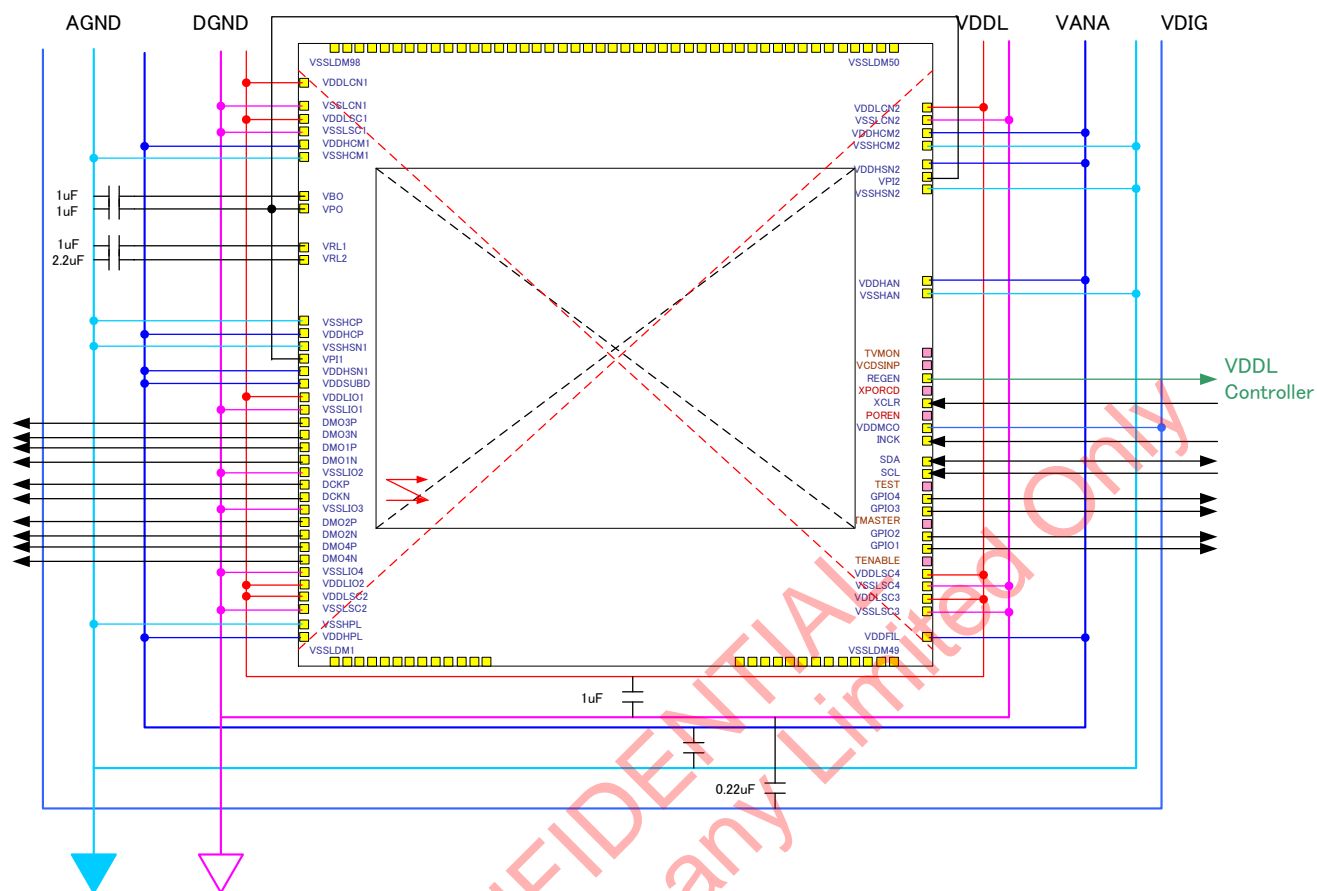 AGND DGND VDDL VANA VDIG
VSSLDM98 VSSLDM50
VDDLCN1
VSSLCN1
VDDLSC1
VSSLSC1
VDDHCM1
VSSHCM1
1uF VBO
1uF VPO
1uF VRL1
2.2uF VRL2
VSSHCP
VDDHCP
VSSHSN1
VPI1
VDDHSN1
VDDSUBD
VDDLIO1
VSSLIO1
DMO3P
DMO3N
DMO1P
DMO1N
VSSLIO2
DCKP
DCKN
VSSLIO3
DMO2P
DMO2N
DMO4P
DMO4N
VSSLIO4
VDDLIO2
VDDLSC2
VSSLSC2
VSSHPL
VDDHPL
VSSLDM1
VDDLCN2
VSSLCN2
VDDHCM2
VSSHCM2
VDDHSN2
VPI2
VSSHSN2
VDDHAN
VSSHAN
TVMON
VCDSINP
REGEN
XPORCD
XCLR
POREN
VDDMCO
INCK
SDA
SCL
TEST
GPIO4
GPIO3
TMASTER
GPIO2
GPIO1
TENABLE
VDDLSC4
VSSLSC4
VDDLSC3
VSSLSC3
VDDFIL
VSSLDM49
VDDL
Controller
1uF
0.22uF
FIDENTIAL
any Limited Only